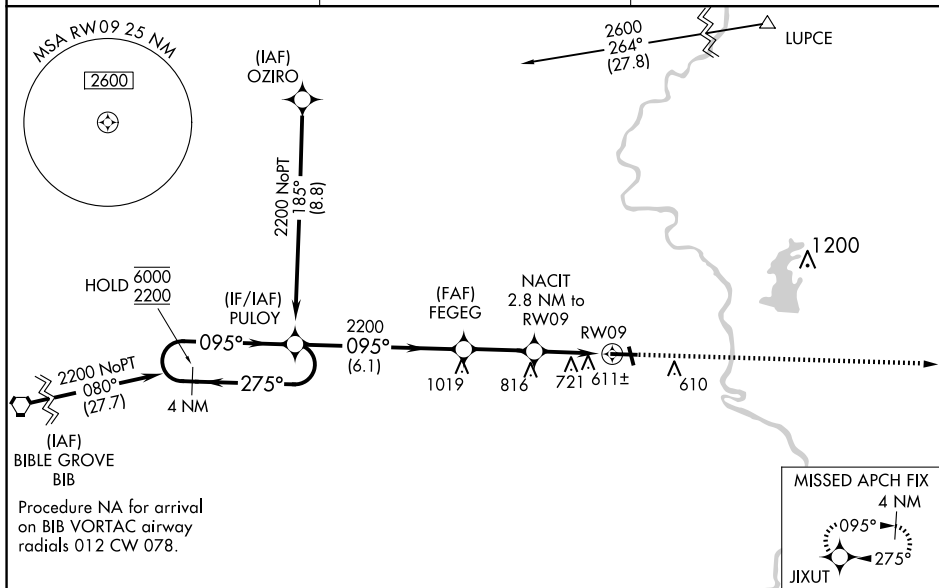 MSA RW09 25 NM
2600
(IAF)
OZIRO
2600
264°
(27.8)
LUPCE
2200 NoPT
185°
(8.8)
1200
HOLD
6000
2200
(IF/IAF)
PULOY
(FAF)
FEGEG
NACIT
2.8 NM to
RW09
RW09
095°
2200
095°
(6.1)
275°
4 NM
2200 NoPT
080°
(27.7)
1019
816
721
611±
610
(IAF)
BIBLE GROVE
BIB
Procedure NA for arrival
on BIB VORTAC airway
radials 012 CW 078.
MISSED APCH FIX
4 NM
095°
275°
JIXUT